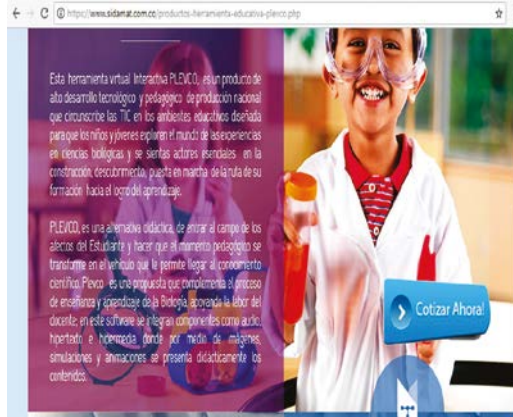 https://www.sidamat.com.co/productos-herramienta-educativa-plevco.php
Esta herramienta virtual Interactiva PLEVCO, es un producto de
alto desarrollo tecnológico y pedagógico de producción nacional
que circunscribe las TIC en los ambientes educativos diseñada
para que los niños y jóvenes exploren el mundo de las experiencias
en ciencias biológicas y se sientas actores esenciales en la
construcción, descubrimiento, puesta en marcha de la ruta de su
formación hacia el logro del aprendizaje.
PLEVCO, es una alternativa didáctica, de entrar al campo de los
afectos del Estudiante y hacer que el momento pedagógico se
transforme en el vehículo que le permite llegar al conocimiento
científico. Plevco es una propuesta que complementa el proceso
de enseñanza y aprendizaje de la Biología, apoyando la labor del
docente; en este software se integran componentes como audio,
hipertexto e hipermedia, donde por medio de imágenes,
simulaciones y animaciones se presenta didácticamente los
contenidos.
Cotizar Ahora!